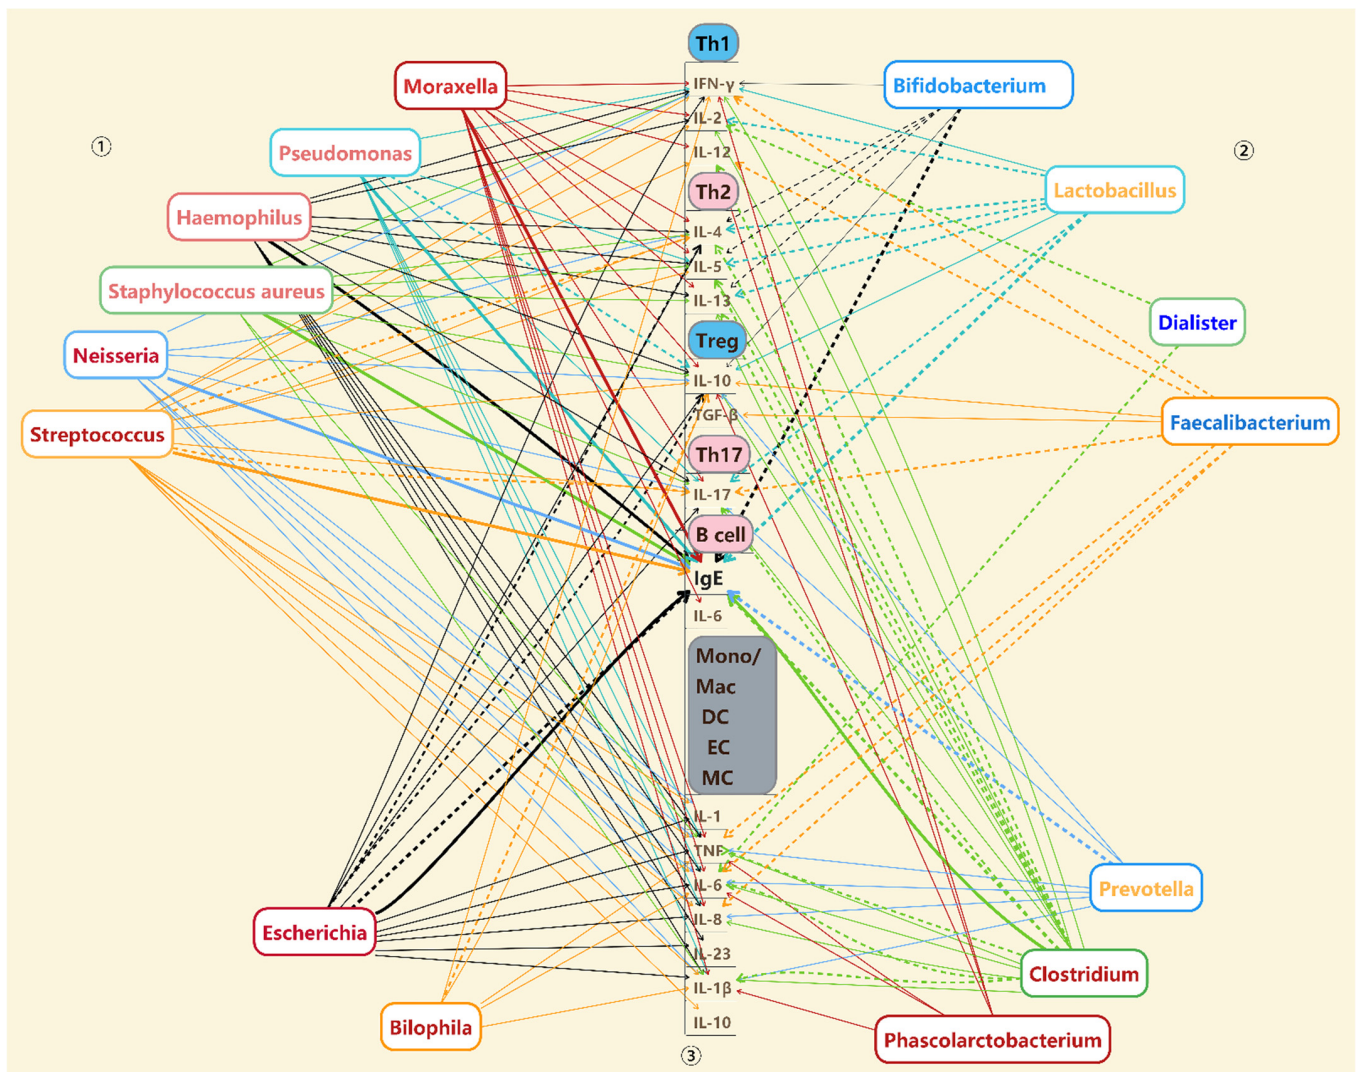 Th1
Moraxella
IFN-γ
Bifidobacterium
①
IL-2
②
Pseudomonas
IL-12
Th2
Lactobacillus
Haemophilus
IL-4
IL-5
Staphylococcus aureus
IL-13
Dialister
Treg
Neisseria
IL-10
TGF-β
Faecalibacterium
Streptococcus
Th17
IL-17
B cell
IgE
IL-6
Mono/
Mac
DC
EC
MC
IL-1
TNF
IL-6
Prevotella
IL-8
Escherichia
IL-23
Clostridium
IL-1β
IL-10
Bilophila
Phascolarctobacterium
③